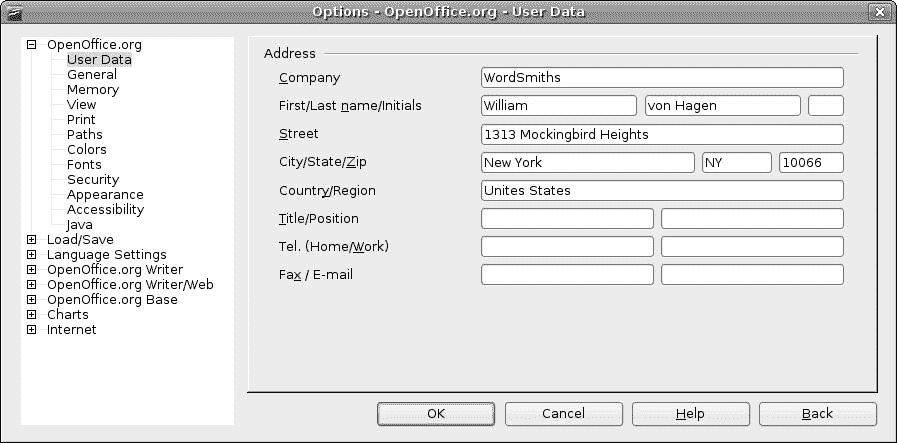 Options - OpenOffice.org - User Data
OpenOffice.org
User Data
General
Memory
View
Print
Paths
Colors
Fonts
Security
Appearance
Accessibility
Java
Load/Save
Language Settings
OpenOffice.org Writer
OpenOffice.org Writer/Web
OpenOffice.org Base
Charts
Internet
Address
Company WordSmiths
First/Last name/Initials William von Hagen
Street 1313 Mockingbird Heights
City/State/Zip New York NY 10066
Country/Region Unites States
Title/Position
Tel. (Home/Work)
Fax / E-mail
OK Cancel Help Back